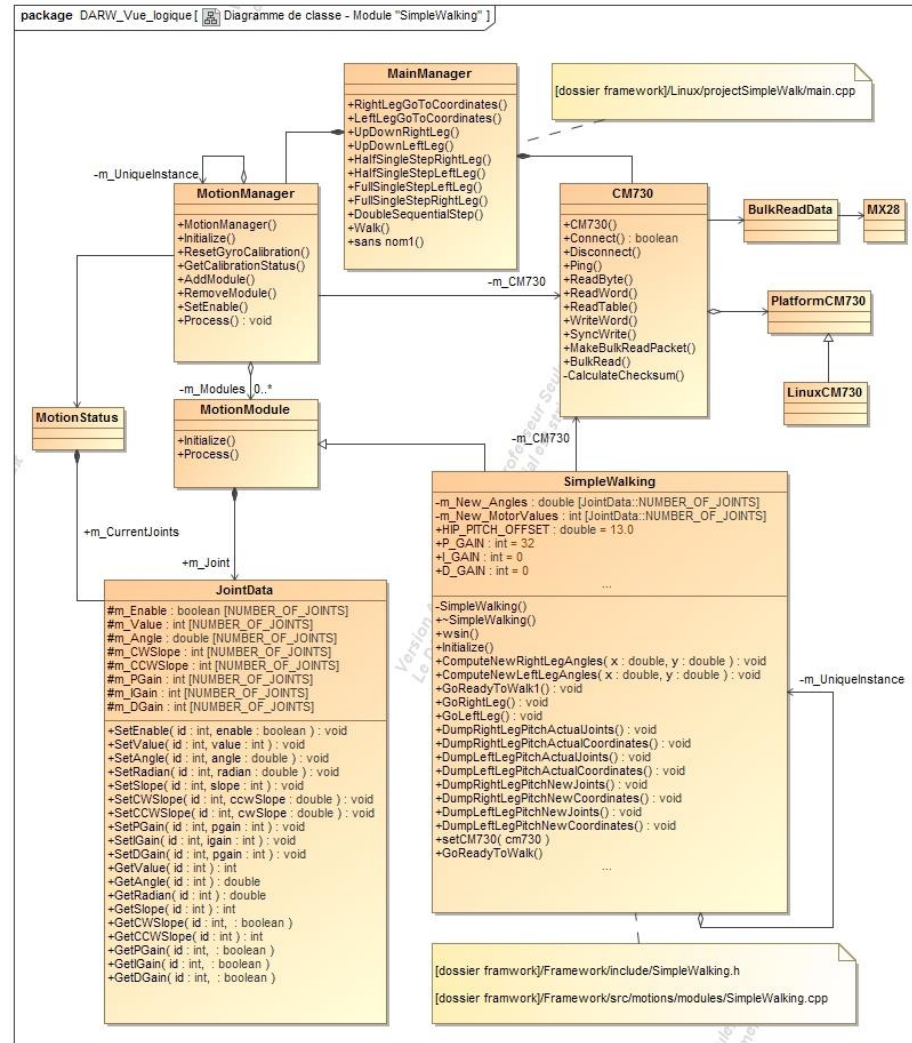 package DARW_Vue_logique [ Diagramme de classe - Module "SimpleWalking" ]
MainManager
+RightLegGoToCoordinates()
+LeftLegGoToCoordinates()
+UpDownRightLeg()
+UpDownLeftLeg()
+HalfSingleStepRightLeg()
+HalfSingleStepLeftLeg()
+FullSingleStepLeftLeg()
+FullSingleStepRightLeg()
+DoubleSequentialStep()
+Walk()
+sans nom1()
[dossier framework]/Linux/projectSimpleWalk/main.cpp
-m_UniqueInstance
MotionManager
+MotionManager()
+Initialize()
+ResetGyroCalibration()
+GetCalibrationStatus()
+AddModule()
+RemoveModule()
+SetEnable()
+Process() : void
-m_CM730
CM730
+CM730()
+Connect() : boolean
+Disconnect()
+Ping()
+ReadByte()
+ReadWord()
+ReadTable()
+WriteWord()
+SyncWrite()
+MakeBulkReadPacket()
+BulkRead()
-CalculateChecksum()
BulkReadData
MX28
PlatformCM730
LinuxCM730
-m_Modules 0..*
MotionStatus
MotionModule
+Initialize()
+Process()
-m_CM730
+m_CurrentJoints
+m_Joint
SimpleWalking
-m_New_Angles : double [JointData::NUMBER_OF_JOINTS]
-m_New_MotorValues : int [JointData::NUMBER_OF_JOINTS]
+HIP_PITCH_OFFSET : double = 13.0
+P_GAIN : int = 32
+I_GAIN : int = 0
+D_GAIN : int = 0
...
-SimpleWalking()
+~SimpleWalking()
+wsin()
+Initialize()
+ComputeNewRightLegAngles( x : double, y : double ) : void
+ComputeNewLeftLegAngles( x : double, y : double ) : void
+GoReadyToWalk1() : void
+GoRightLeg() : void
+GoLeftLeg() : void
+DumpRightLegPitchActualJoints() : void
+DumpRightLegPitchActualCoordinates() : void
+DumpLeftLegPitchActualJoints() : void
+DumpLeftLegPitchActualCoordinates() : void
+DumpRightLegPitchNewJoints() : void
+DumpRightLegPitchNewCoordinates() : void
+DumpLeftLegPitchNewJoints() : void
+DumpLeftLegPitchNewCoordinates() : void
+setCM730( cm730 )
+GoReadyToWalk()
...
-m_UniqueInstance
JointData
#m_Enable : boolean [NUMBER_OF_JOINTS]
#m_Value : int [NUMBER_OF_JOINTS]
#m_Angle : double [NUMBER_OF_JOINTS]
#m_CWSlope : int [NUMBER_OF_JOINTS]
#m_CCWSlope : int [NUMBER_OF_JOINTS]
#m_PGain : int [NUMBER_OF_JOINTS]
#m_IGain : int [NUMBER_OF_JOINTS]
#m_DGain : int [NUMBER_OF_JOINTS]
+SetEnable( id : int, enable : boolean ) : void
+SetValue( id : int, value : int ) : void
+SetAngle( id : int, angle : double ) : void
+SetRadian( id : int, radian : double ) : void
+SetSlope( id : int, slope : int ) : void
+SetCWSlope( id : int, ccwSlope : double ) : void
+SetCCWSlope( id : int, cwSlope : double ) : void
+SetPGain( id : int, pgain : int ) : void
+SetIGain( id : int, igain : int ) : void
+SetDGain( id : int, pgain : int ) : void
+GetValue( id : int ) : int
+GetAngle( id : int ) : double
+GetRadian( id : int ) : double
+GetSlope( id : int ) : int
+GetCWSlope( id : int, : boolean )
+GetCCWSlope( id : int ) : int
+GetPGain( id : int, : boolean )
+GetIGain( id : int, : boolean )
+GetDGain( id : int, : boolean )
[dossier framwork]/Framework/include/SimpleWalking.h
[dossier framwork]/Framework/src/motions/modules/SimpleWalking.cpp